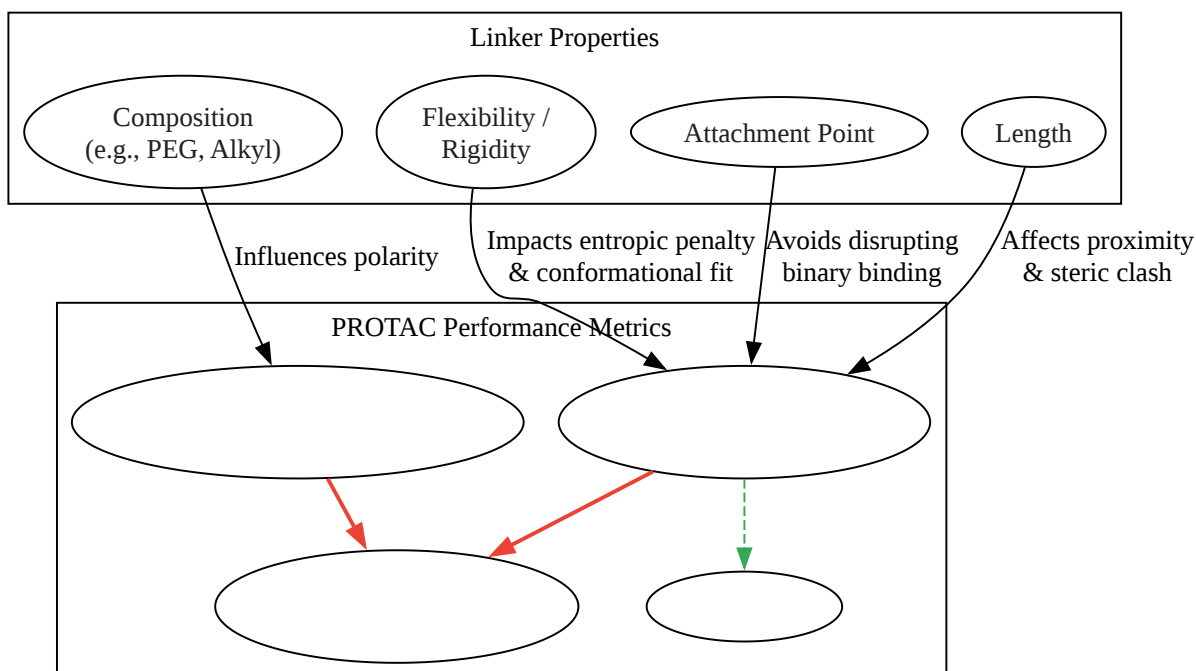 Linker Properties
Composition
(e.g., PEG, Alkyl)
Flexibility /
Rigidity
Attachment Point
Length
Influences polarity
Impacts entropic penalty
& conformational fit
Avoids disrupting
binary binding
Affects proximity
& steric clash
PROTAC Performance Metrics